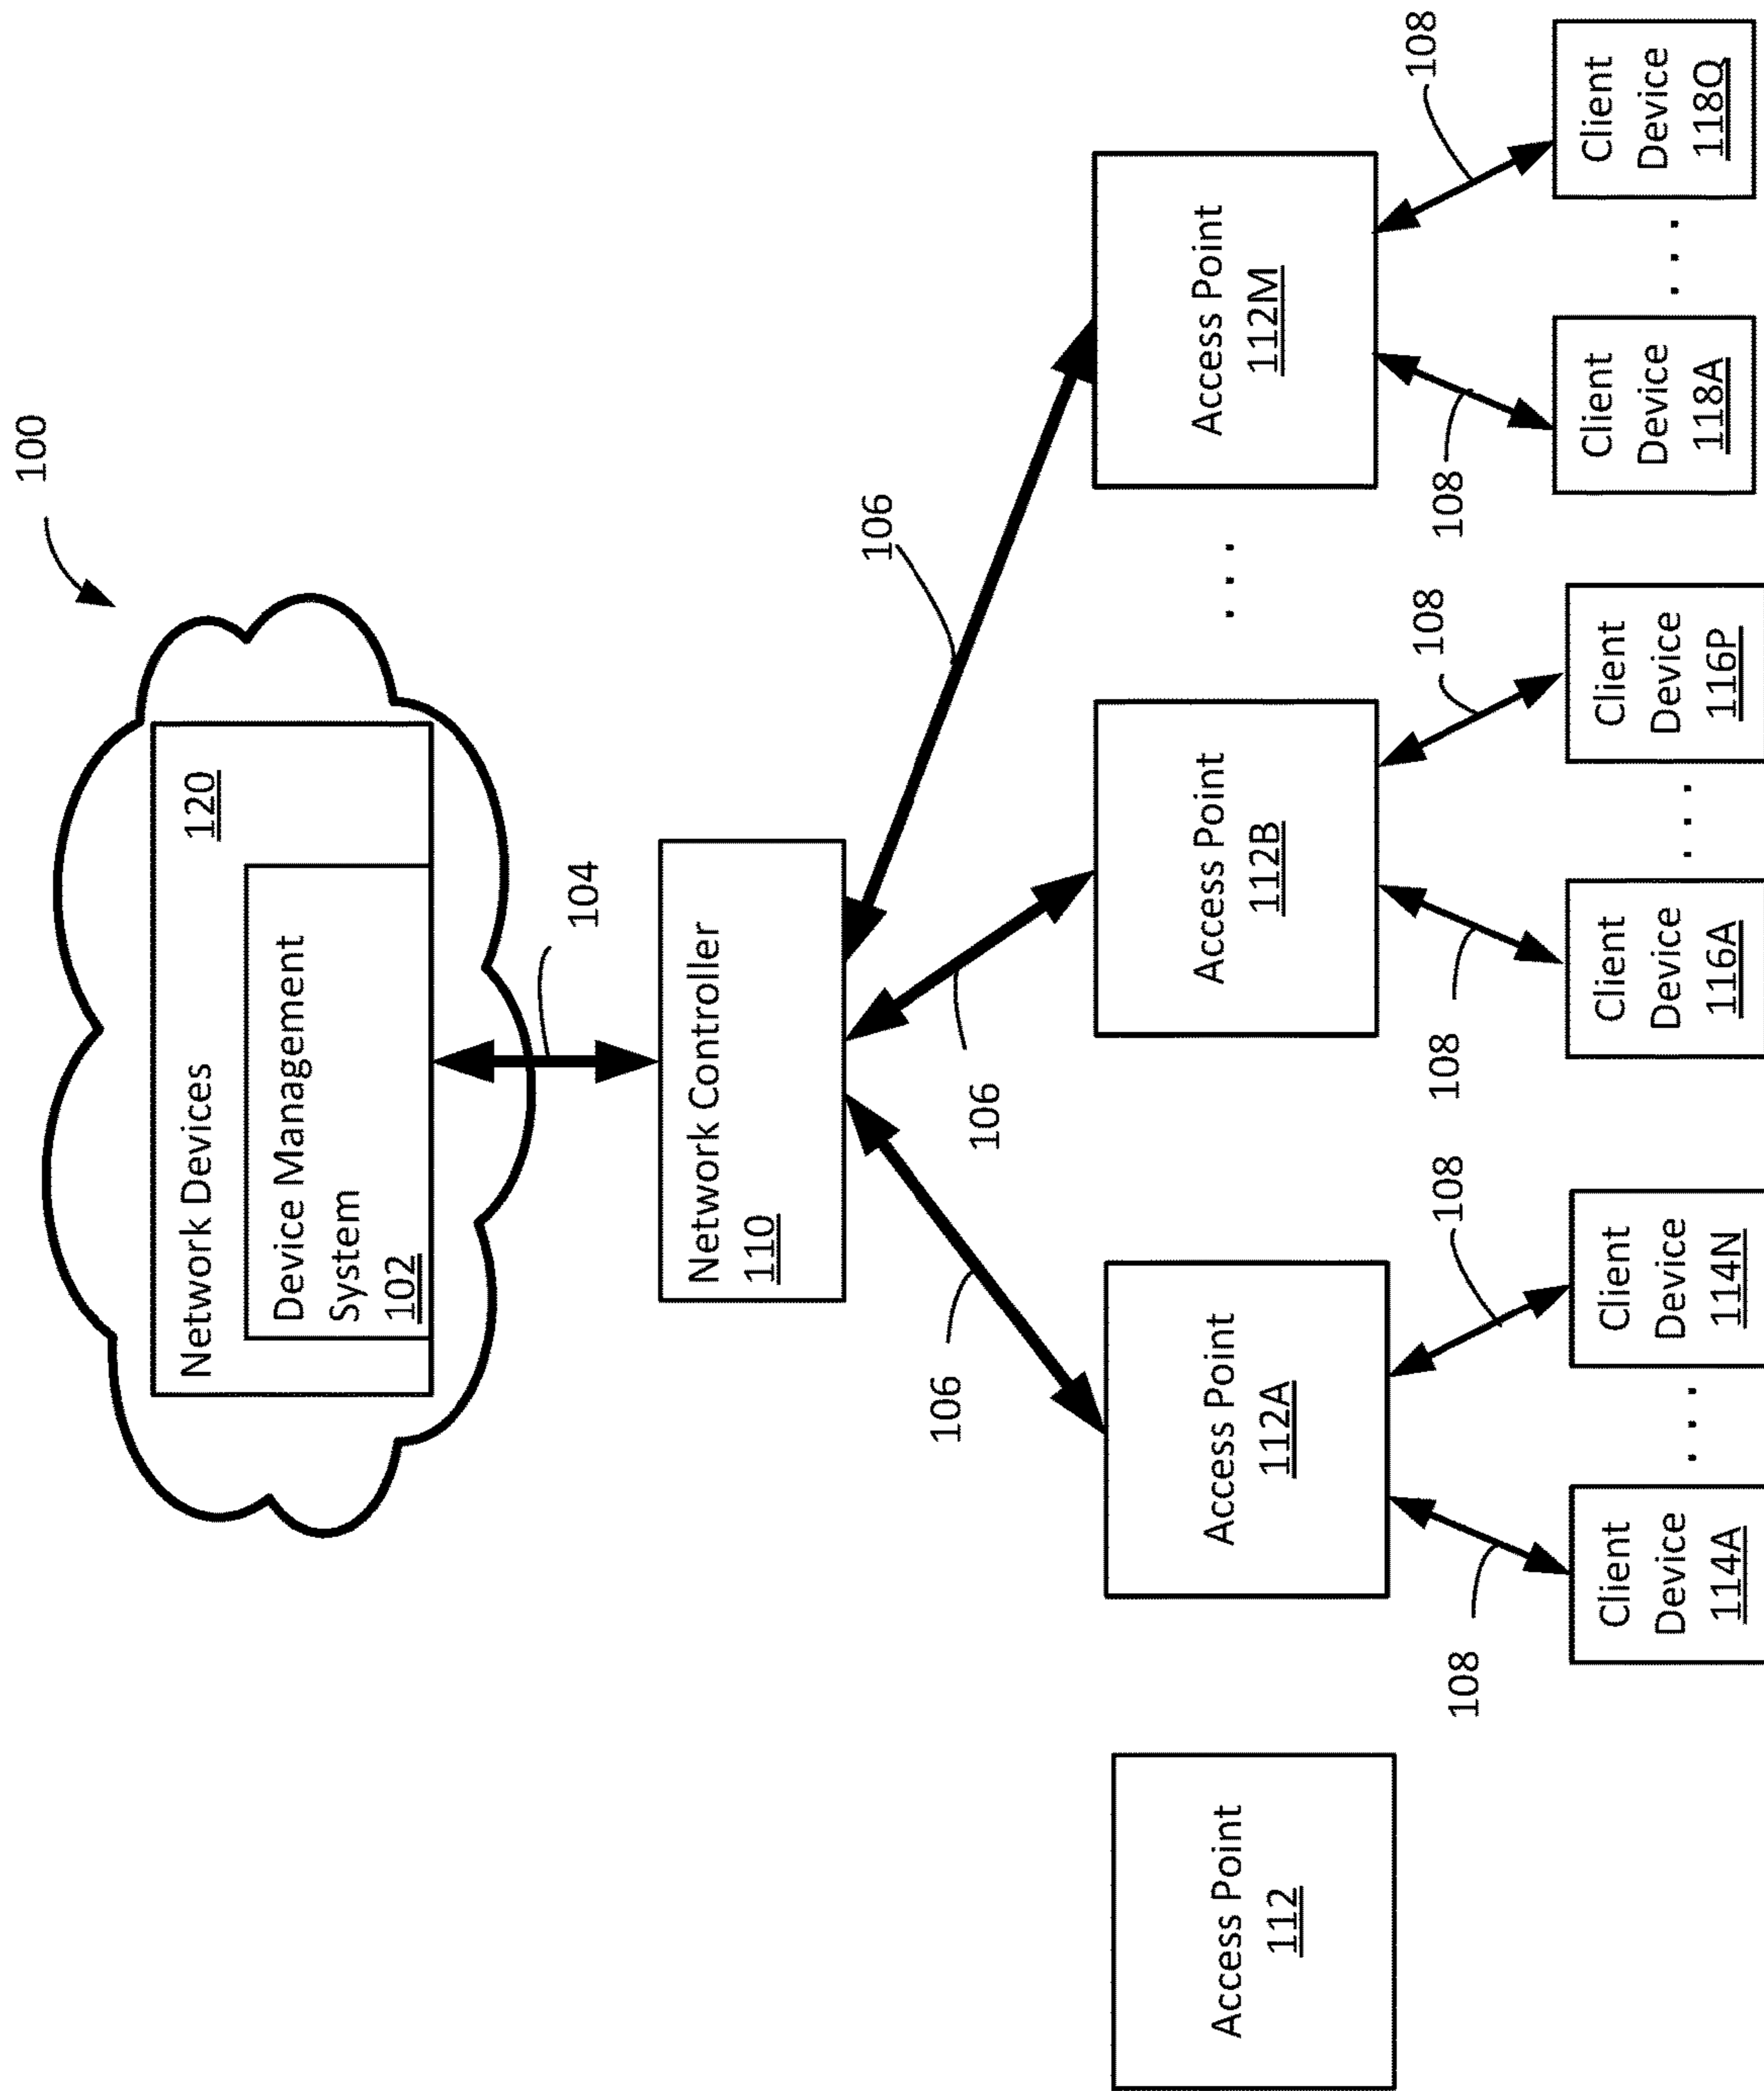 100
Network Devices
120
Device Management
System
102
104
Network Controller
110
106
106
106
Access Point
112
Access Point
112A
Access Point
112B
. . .
Access Point
112M
108
108
108
108
108
108
Client
Device
114A
. . .
Client
Device
114N
Client
Device
116A
. . .
Client
Device
116P
Client
Device
118A
. . .
Client
Device
118Q